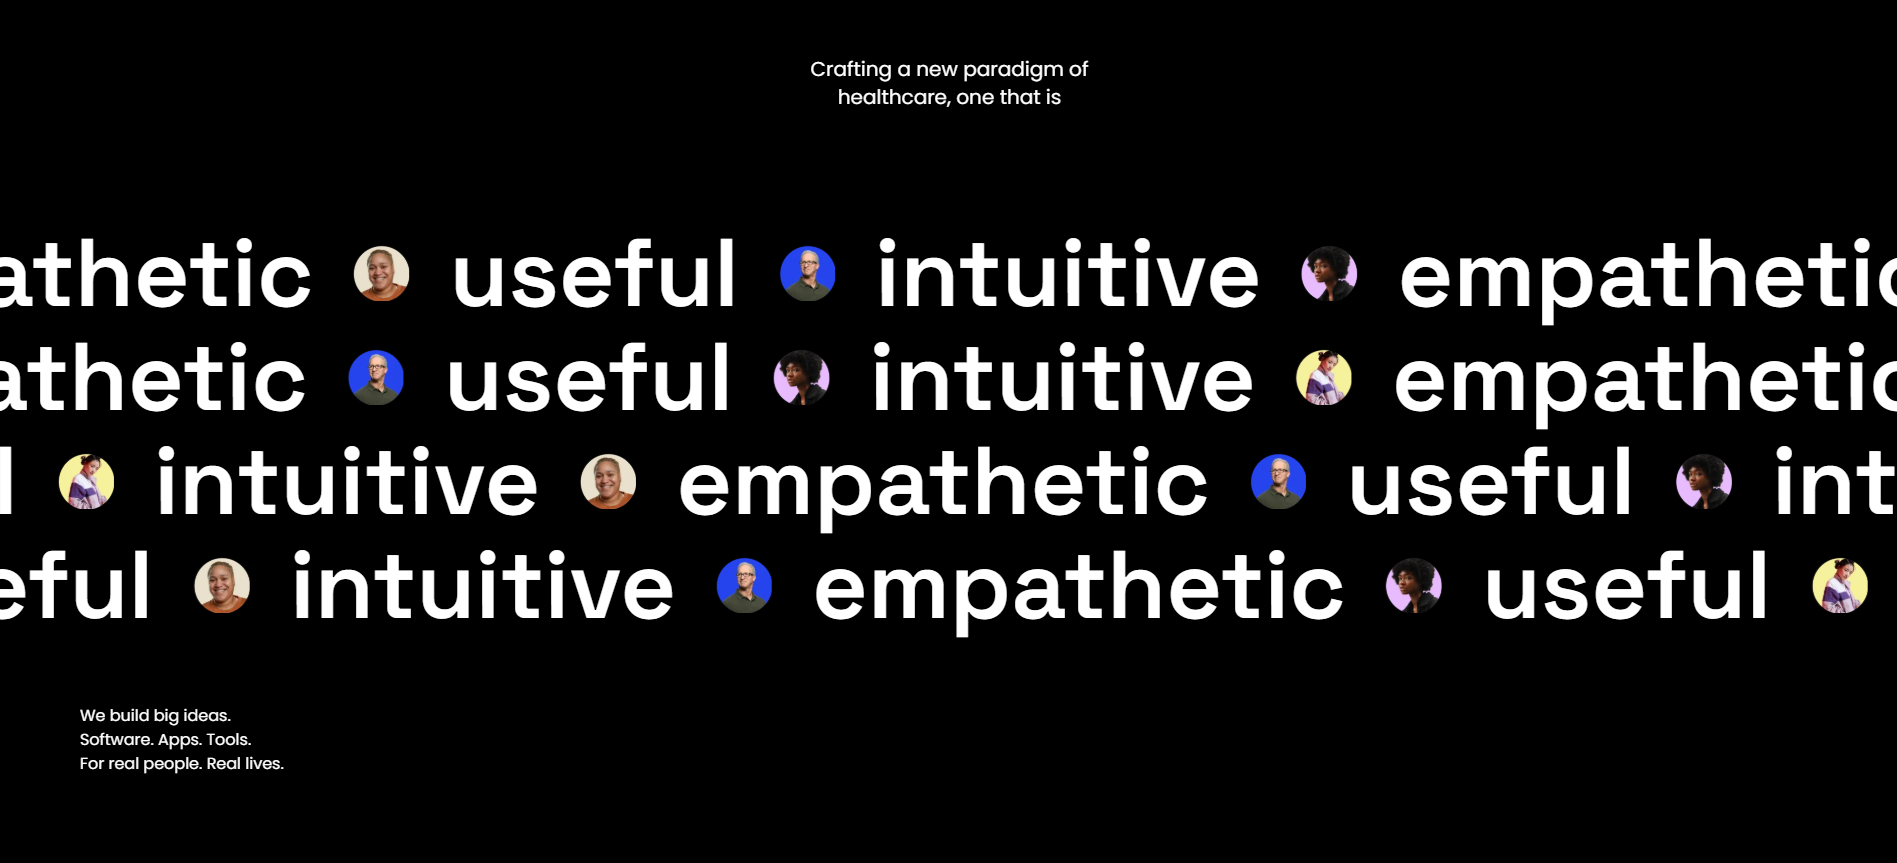 Crafting a new paradigm of
healthcare, one that is
athetic useful intuitive empathetic
athetic useful intuitive empathetic
l intuitive empathetic useful int
eful intuitive empathetic useful
We build big ideas.
Software. Apps. Tools.
For real people. Real lives.